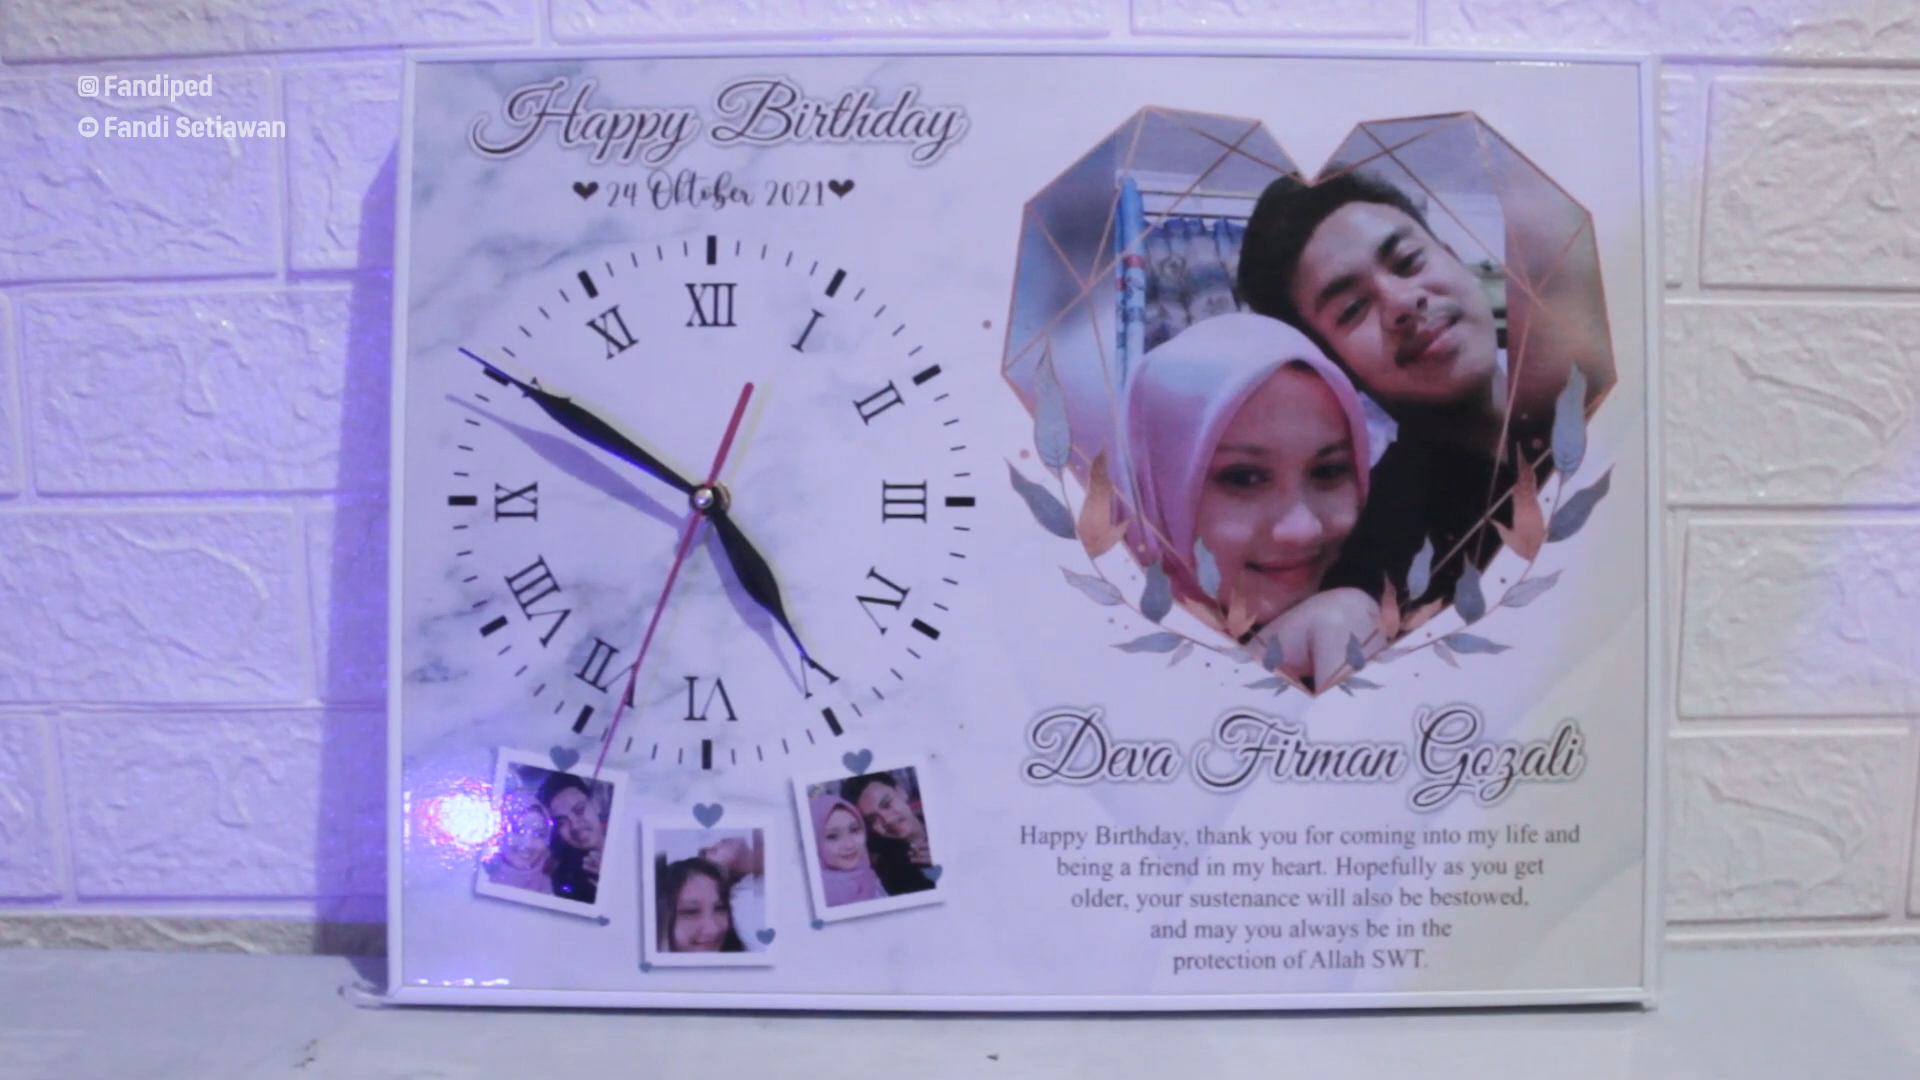 Fandiped
Fandi Setiawan
Happy Birthday
24 Oktober 2021
XII
I
II
III
IV
V
VI
VII
VIII
IX
X
XI
Deva Firman Gozali
Happy Birthday, thank you for coming into my life and
being a friend in my heart. Hopefully as you get
older, your sustenance will also be bestowed,
and may you always be in the
protection of Allah SWT.